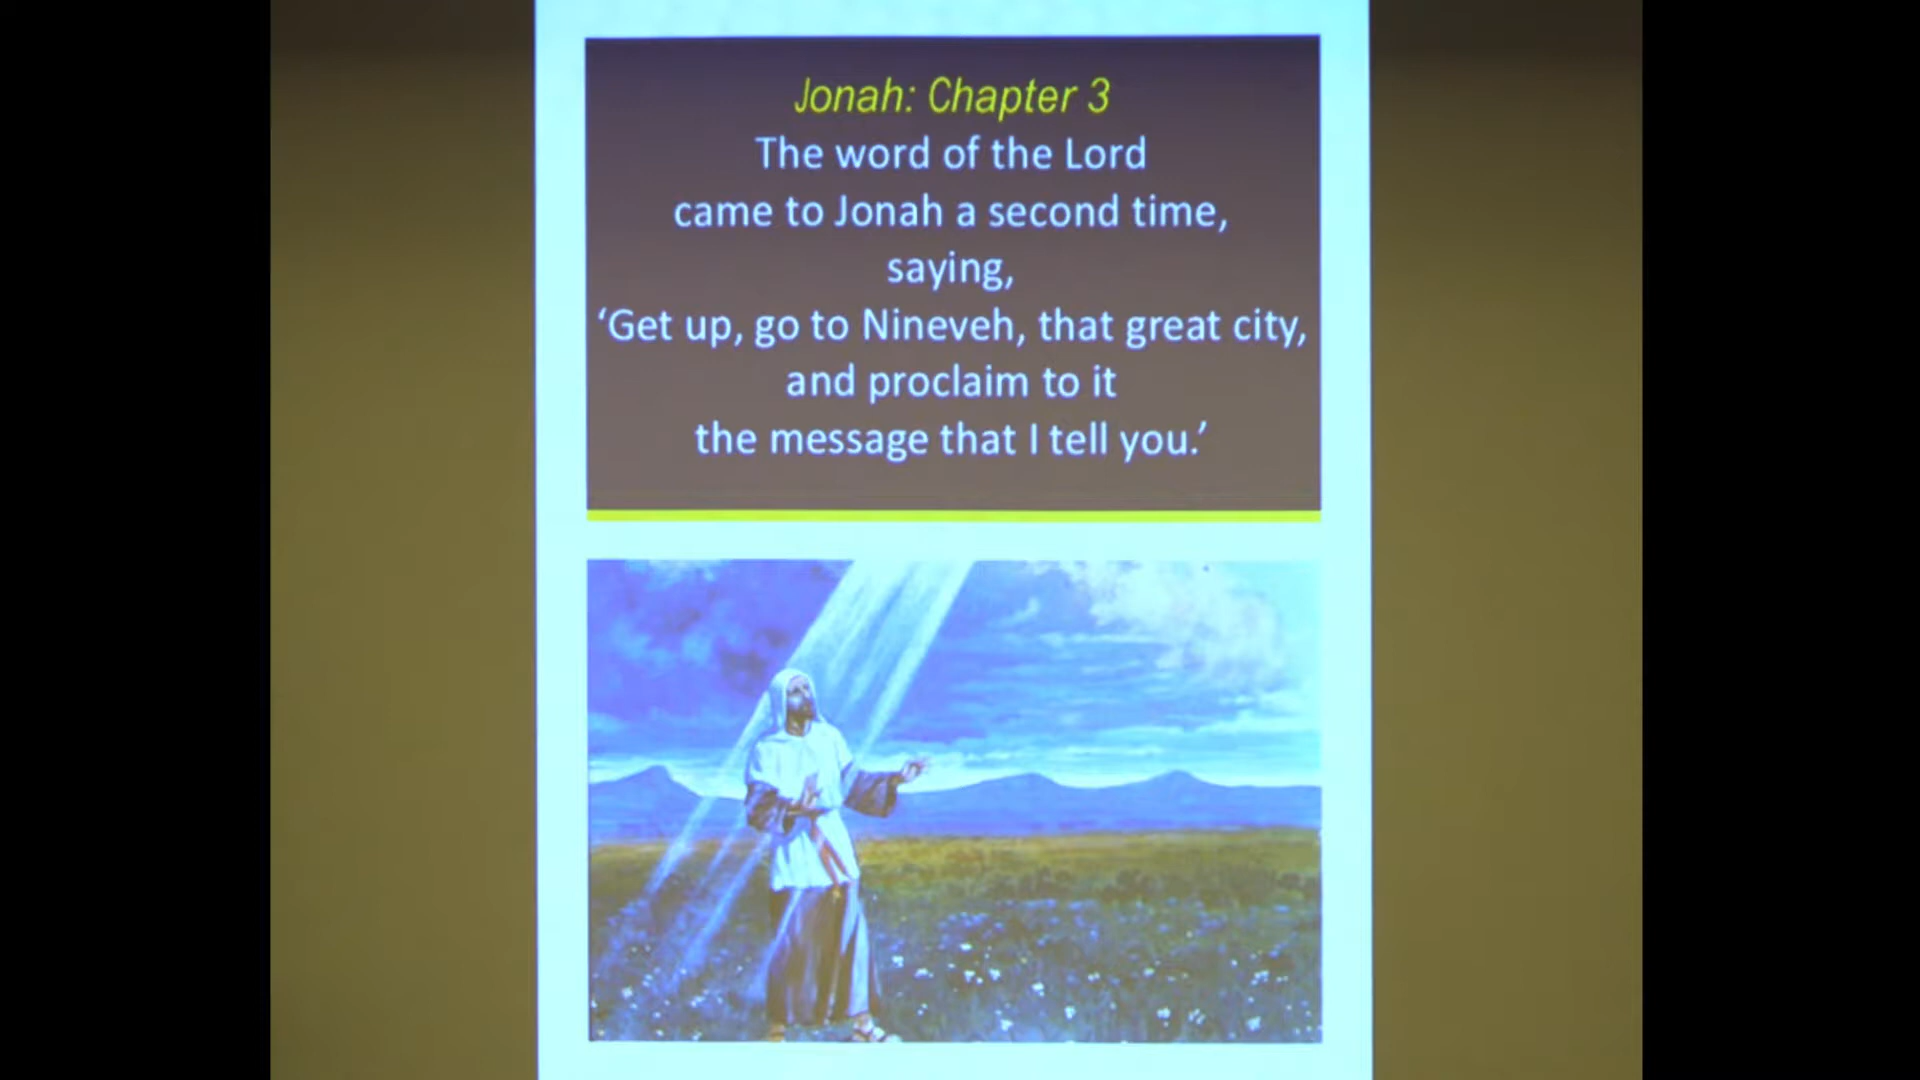 Jonah: Chapter 3
The word of the Lord
came to Jonah a second time,
saying,
‘Get up, go to Nineveh, that great city,
and proclaim to it
the message that I tell you.’